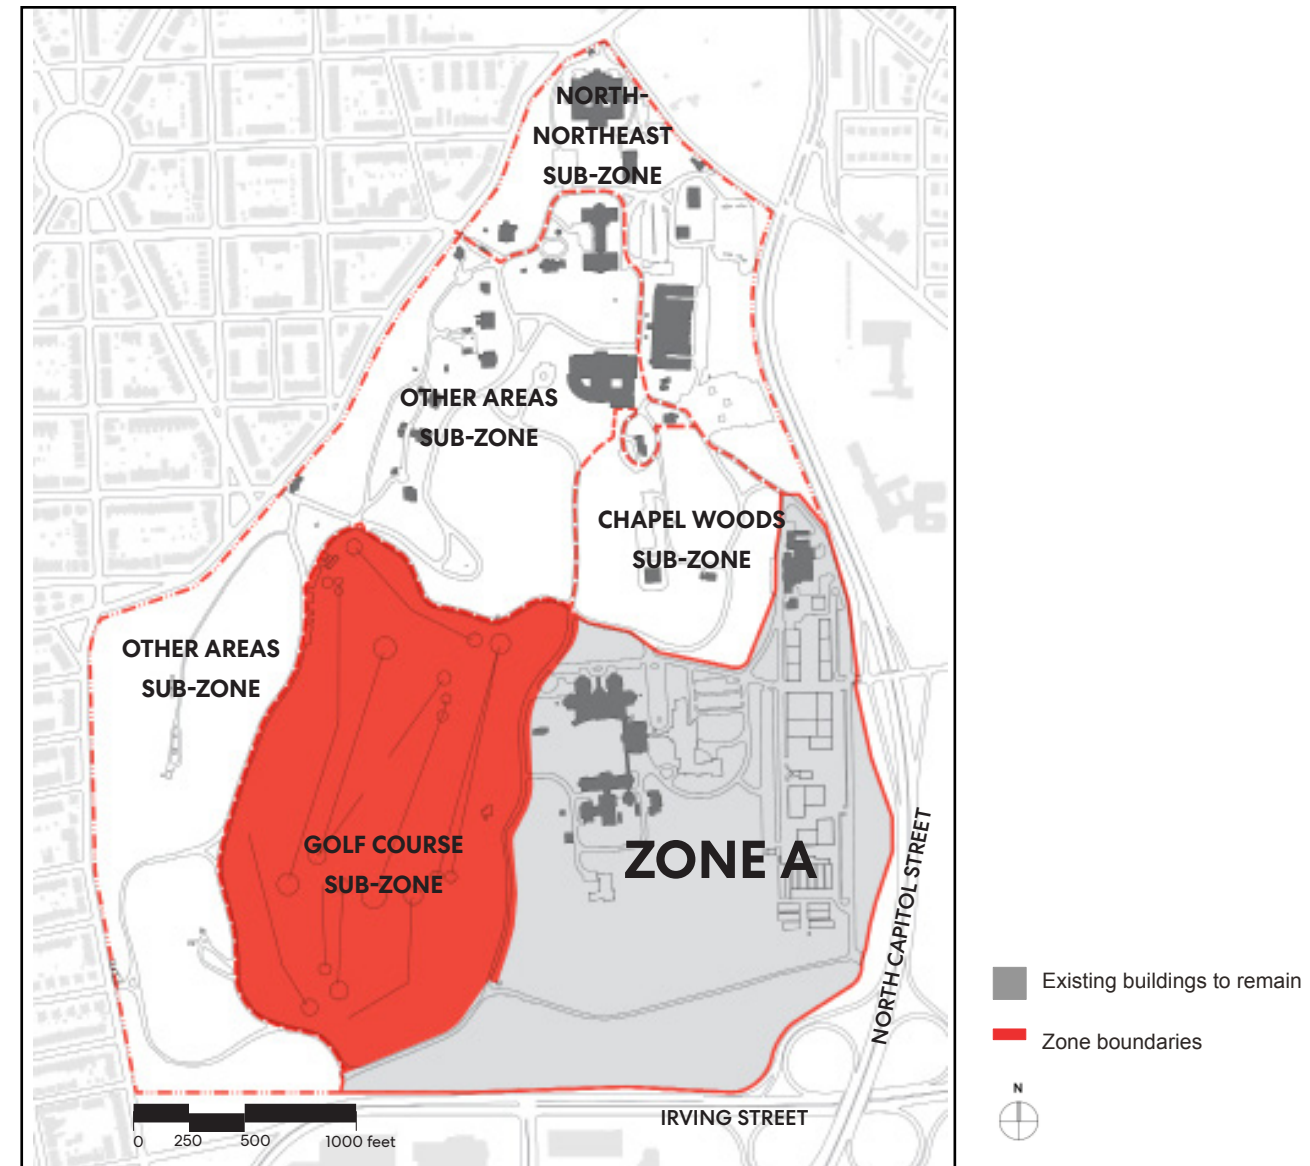 NORTH-
NORTHEAST
SUB-ZONE
OTHER AREAS
SUB-ZONE
CHAPEL WOODS
SUB-ZONE
OTHER AREAS
SUB-ZONE
GOLF COURSE
SUB-ZONE
ZONE A
NORTH CAPITOL STREET
IRVING STREET
0 250 500 1000 feet
Existing buildings to remain
Zone boundaries
N